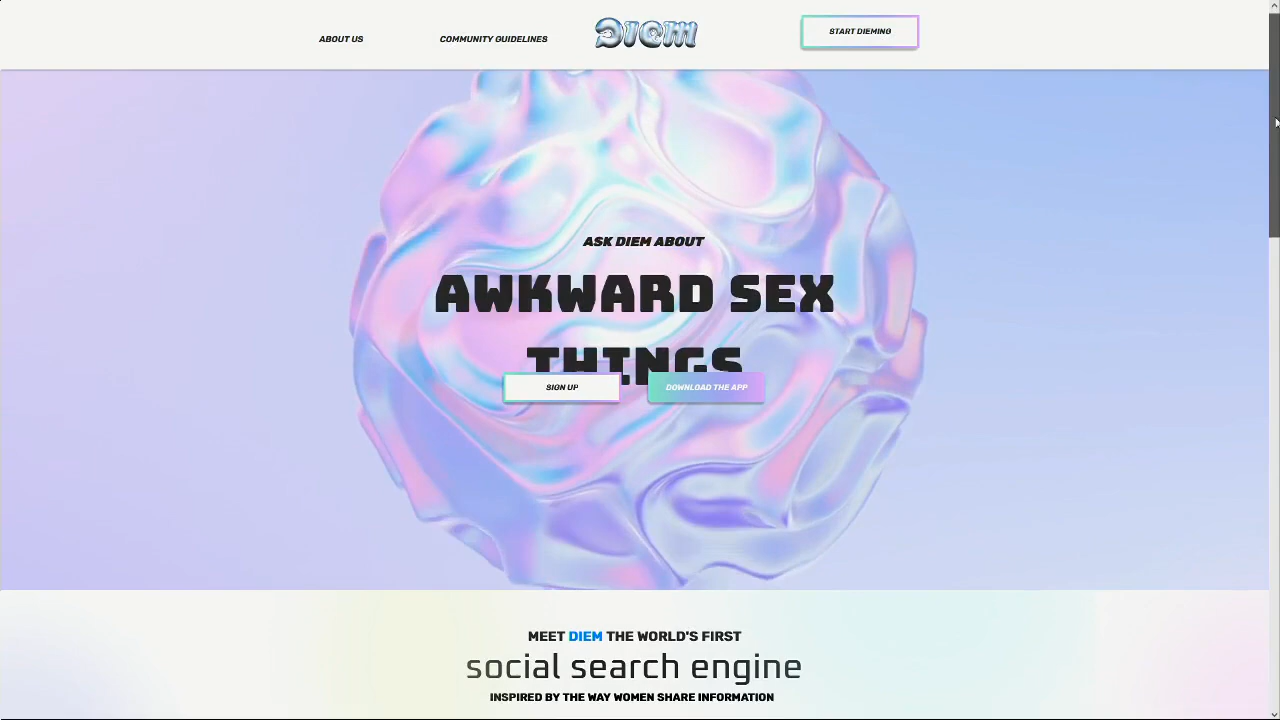 ABOUT US
COMMUNITY GUIDELINES
DIEM
START DIEMING
ASK DIEM ABOUT
AWKWARD SEX
THINGS
SIGN UP
DOWNLOAD THE APP
MEET DIEM THE WORLD'S FIRST
social search engine
INSPIRED BY THE WAY WOMEN SHARE INFORMATION